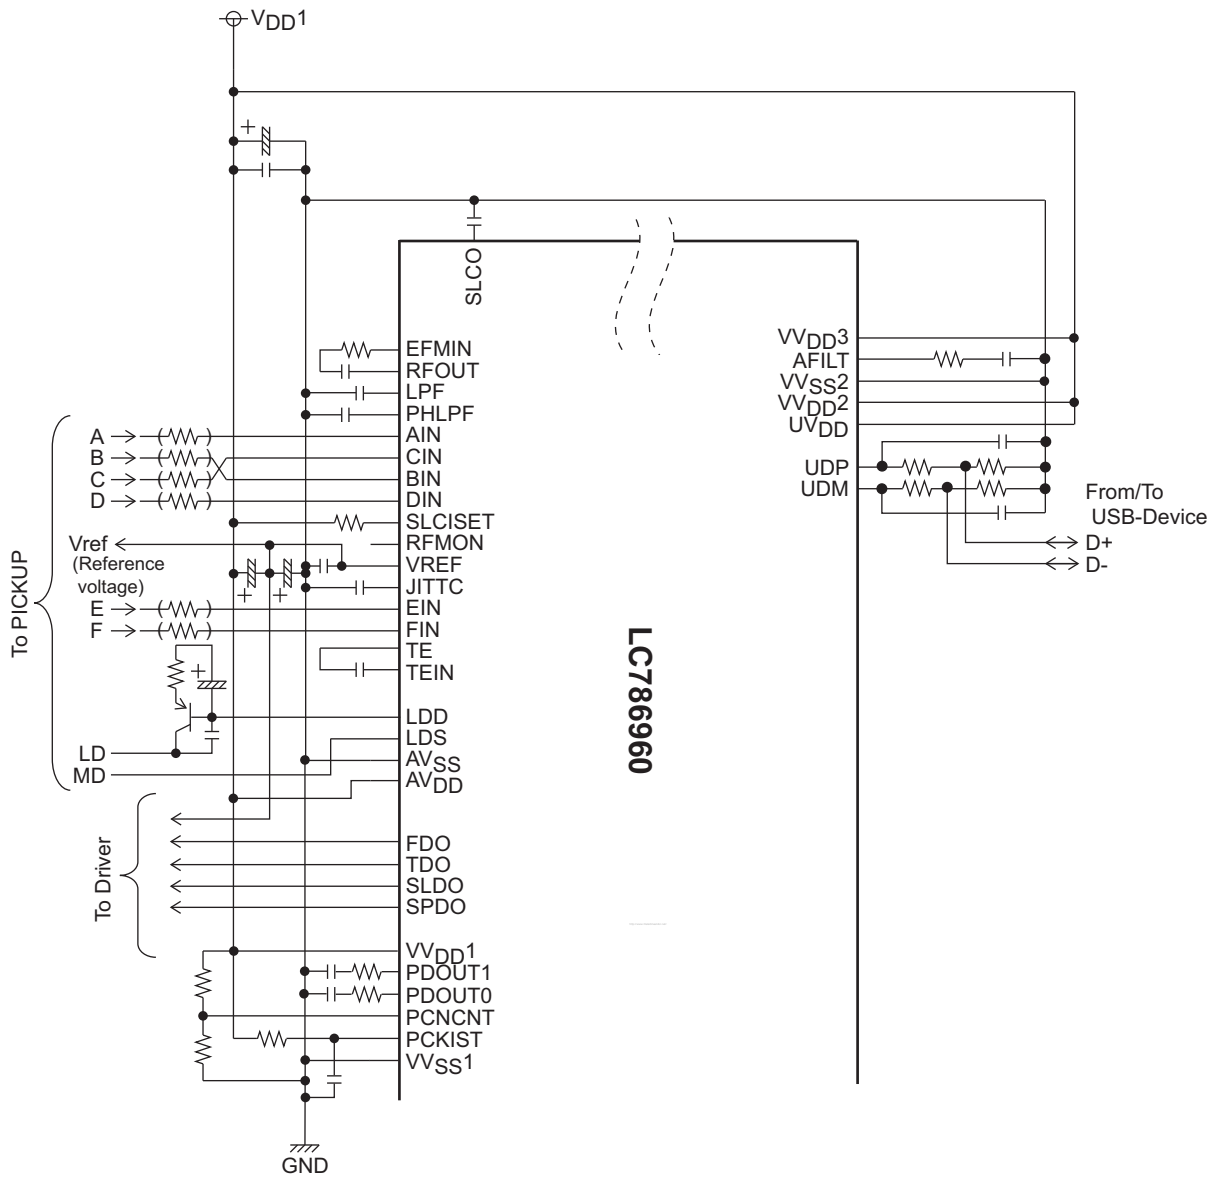 VDD1
SLCO
EFMIN
RFOUT
LPF
PHLPF
A
AIN
B
CIN
C
BIN
D
DIN
SLCISET
Vref
RFMON
(Reference
voltage)
VREF
JITTC
E
EIN
F
FIN
TE
TEIN
LDD
LDS
LD
AVSS
MD
AVDD
To PICKUP
FDO
TDO
SLDO
SPDO
To Driver
VVDD1
PDOUT1
PDOUT0
PCNCNT
PCKIST
VVSS1
GND
LC786960
VVDD3
AFILT
VVSS2
VVDD2
UVDD
UDP
UDM
From/To
USB-Device
D+
D-
+
+
+
+